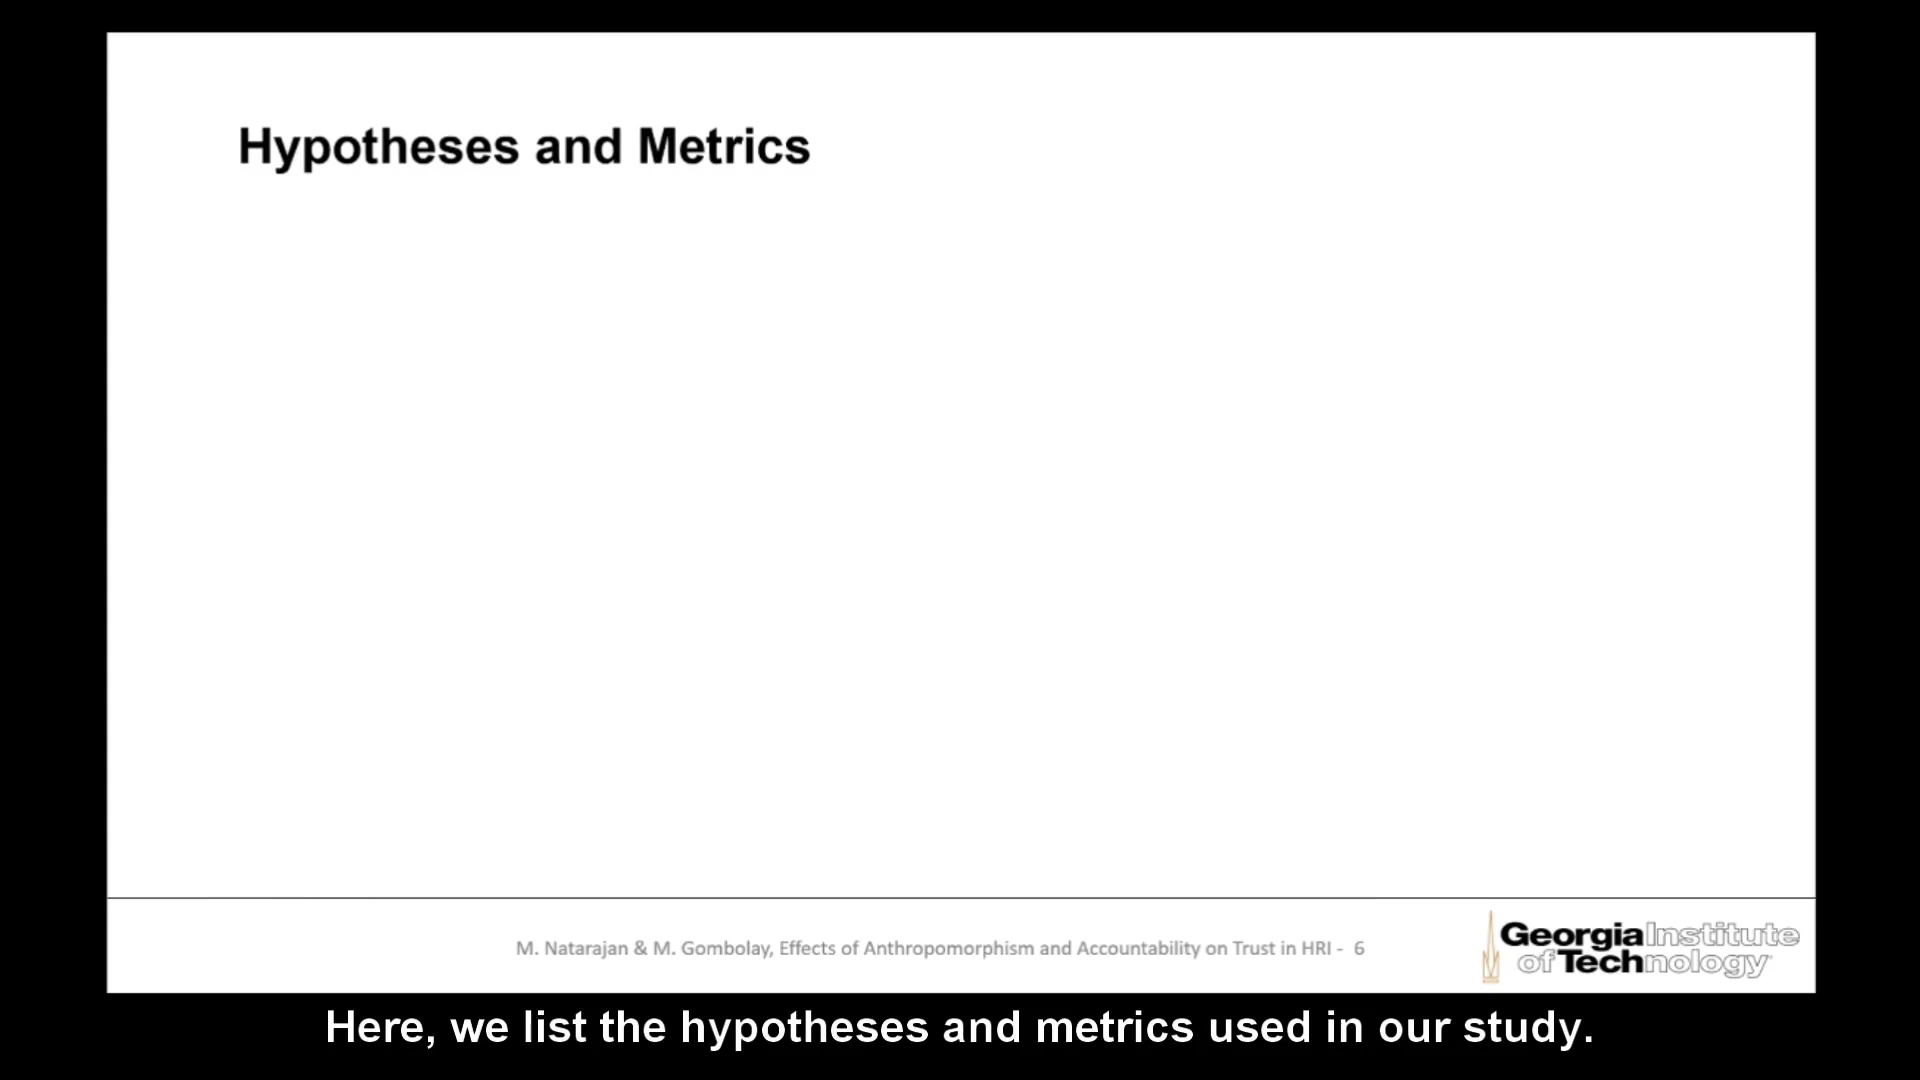 Hypotheses and Metrics
M. Natarajan & M. Gombolay, Effects of Anthropomorphism and Accountability on Trust in HRI - 6
Georgia Institute
of Technology
Here, we list the hypotheses and metrics used in our study.